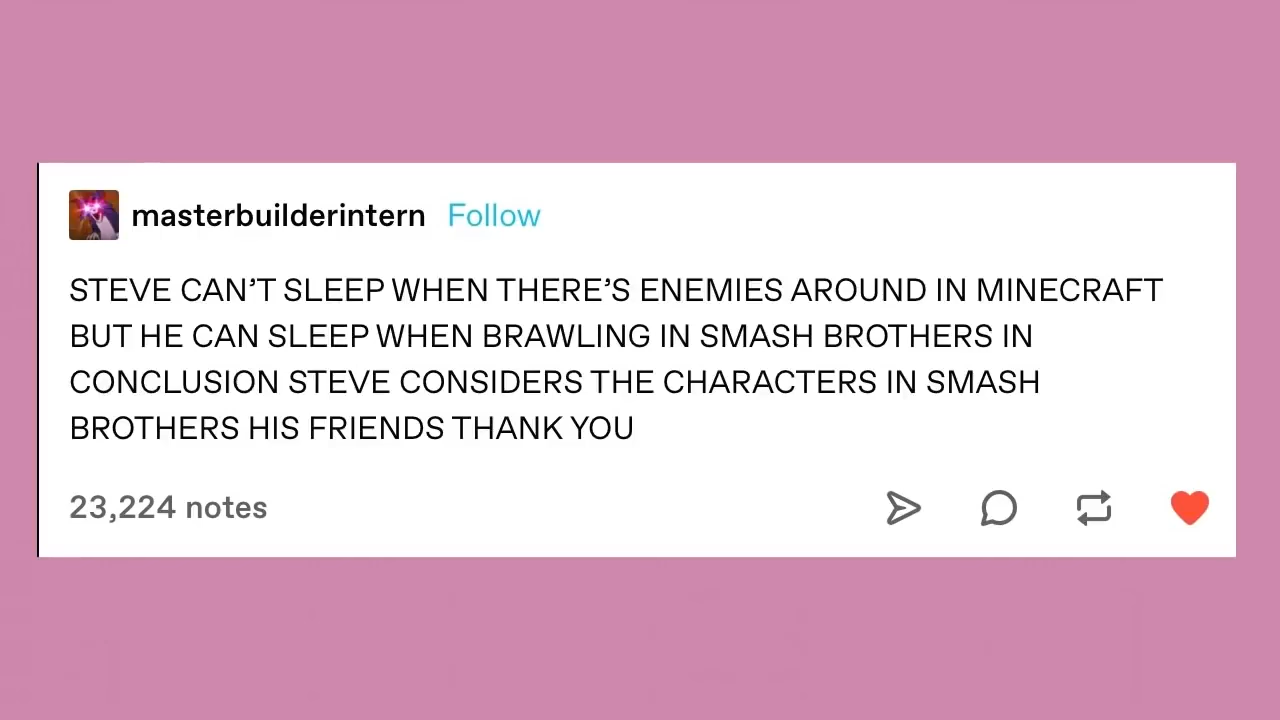 masterbuilderintern Follow
STEVE CAN’T SLEEP WHEN THERE’S ENEMIES AROUND IN MINECRAFT
BUT HE CAN SLEEP WHEN BRAWLING IN SMASH BROTHERS IN
CONCLUSION STEVE CONSIDERS THE CHARACTERS IN SMASH
BROTHERS HIS FRIENDS THANK YOU
23,224 notes